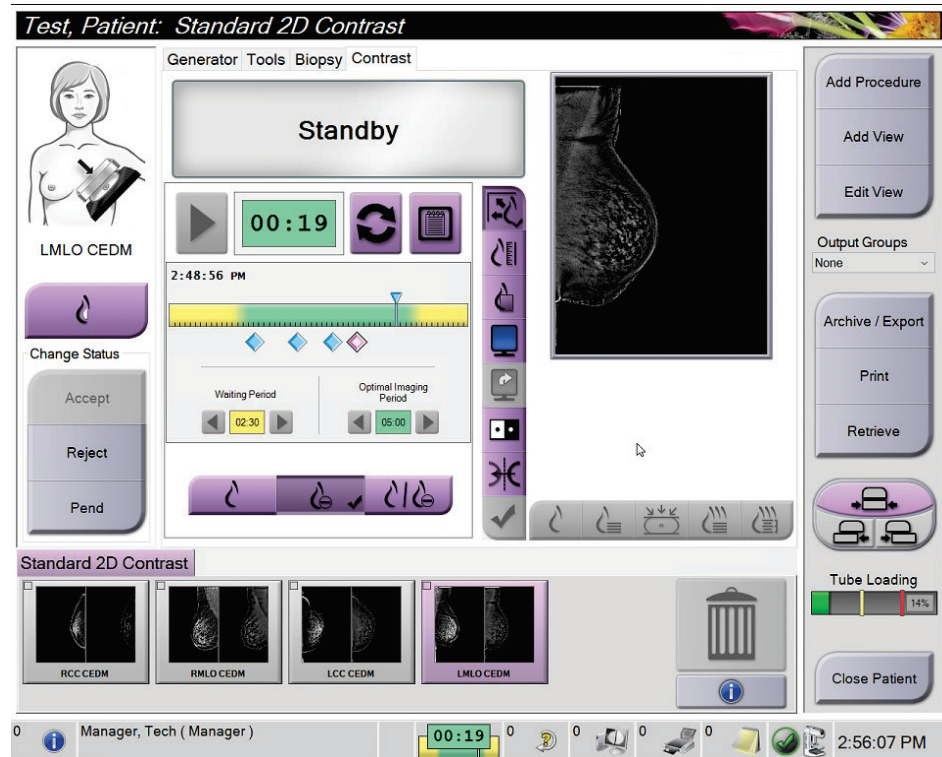 Test, Patient: Standard 2D Contrast
Generator Tools Biopsy Contrast
Standby
LMLO CEDM
00:19
2:48:56 PM
Waiting Period
Optimal Imaging
Period
02:30
05:00
Change Status
Accept
Reject
Pend
Add Procedure
Add View
Edit View
Output Groups
None
Archive / Export
Print
Retrieve
Tube Loading
14%
Close Patient
Standard 2D Contrast
RCC CEDM
RMLO CEDM
LCC CEDM
LMLO CEDM
0
Manager, Tech ( Manager )
00:19
0
0
0
0
2:56:07 PM